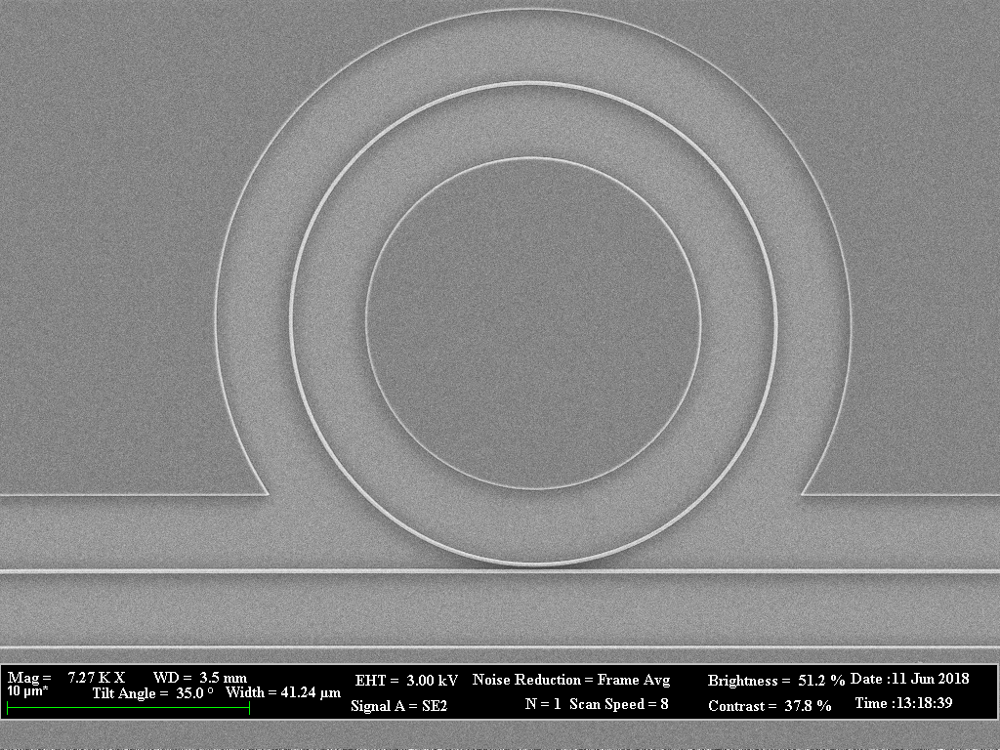 Mag = 7.27 K X WD = 3.5 mm EHT = 3.00 kV Noise Reduction = Frame Avg Brightness = 51.2 % Date :11 Jun 2018
10 µm* Tilt Angle = 35.0 ° Width = 41.24 µm Signal A = SE2 N = 1 Scan Speed = 8 Contrast = 37.8 % Time :13:18:39